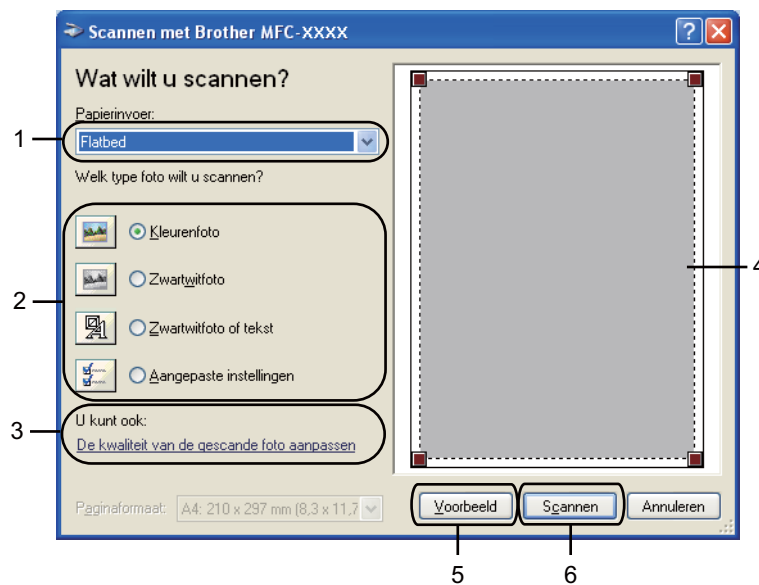 Scannen met Brother MFC-XXXX
Wat wilt u scannen?
Papierinvoer:
1
Flatbed
Welk type foto wilt u scannen?
Kleurenfoto
Zwartwitfoto
2
Zwartwitfoto of tekst
Aangepaste instellingen
3
U kunt ook:
De kwaliteit van de gescande foto aanpassen
4
Paginaformaat: A4: 210 x 297 mm (8,3 x 11,7
Voorbeeld Scannen Annuleren
5 6